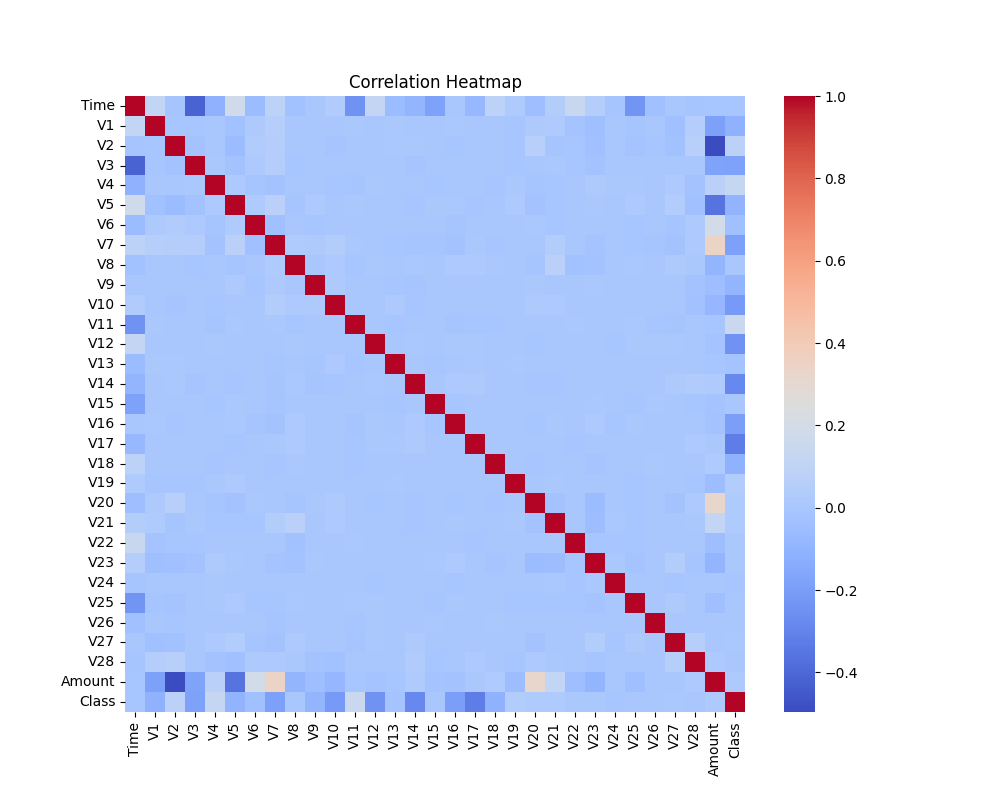 Correlation Heatmap
Time
V1
V2
V3
V4
V5
V6
V7
V8
V9
V10
V11
V12
V13
V14
V15
V16
V17
V18
V19
V20
V21
V22
V23
V24
V25
V26
V27
V28
Amount
Class
Time V1 V2 V3 V4 V5 V6 V7 V8 V9 V10 V11 V12 V13 V14 V15 V16 V17 V18 V19 V20 V21 V22 V23 V24 V25 V26 V27 V28 Amount Class
1.0
0.8
0.6
0.4
0.2
0.0
−0.2
−0.4